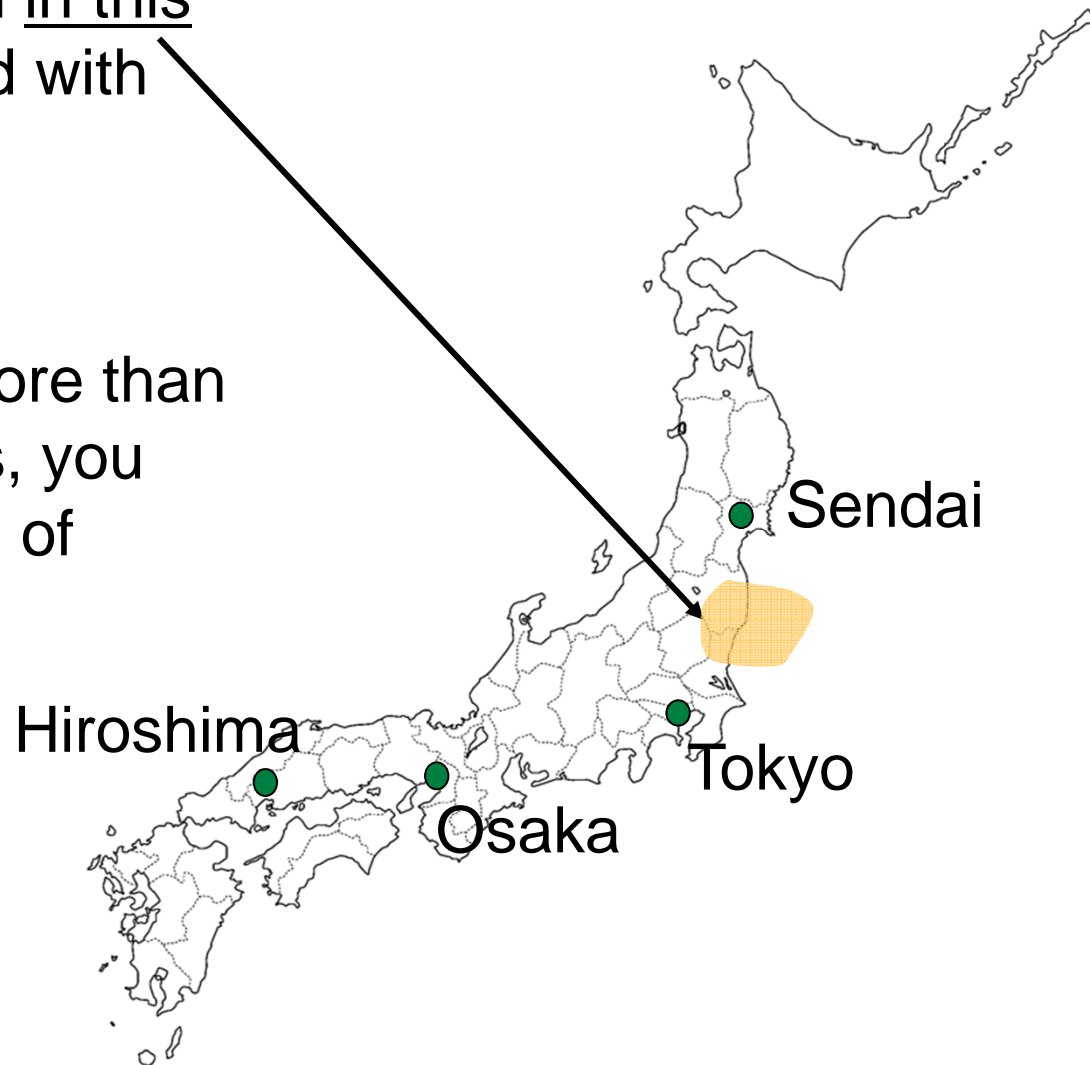 in this
d with
ore than
s, you
of
Sendai
Hiroshima
Tokyo
Osaka